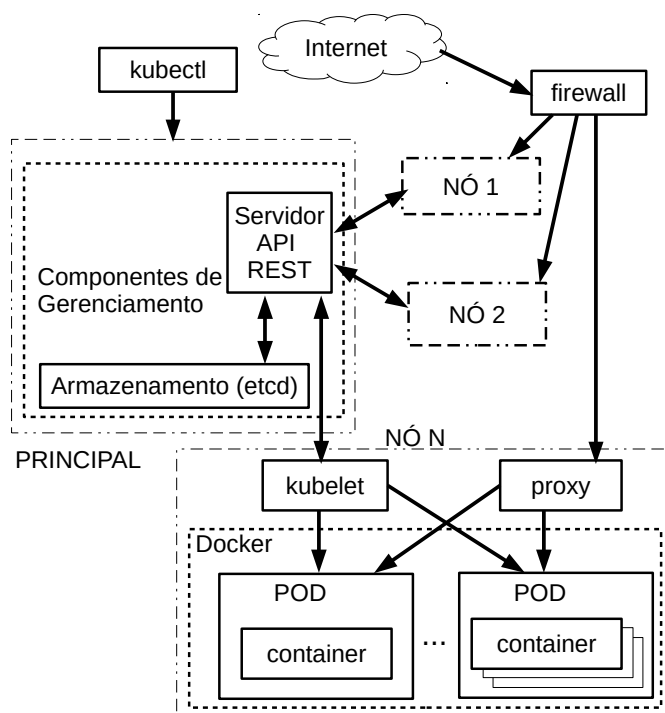 Internet
kubectl
firewall
NÓ 1
Servidor
API
REST
Componentes de
Gerenciamento
NÓ 2
Armazenamento (etcd)
NÓ N
PRINCIPAL
kubelet
proxy
Docker
POD
POD
container
...
container